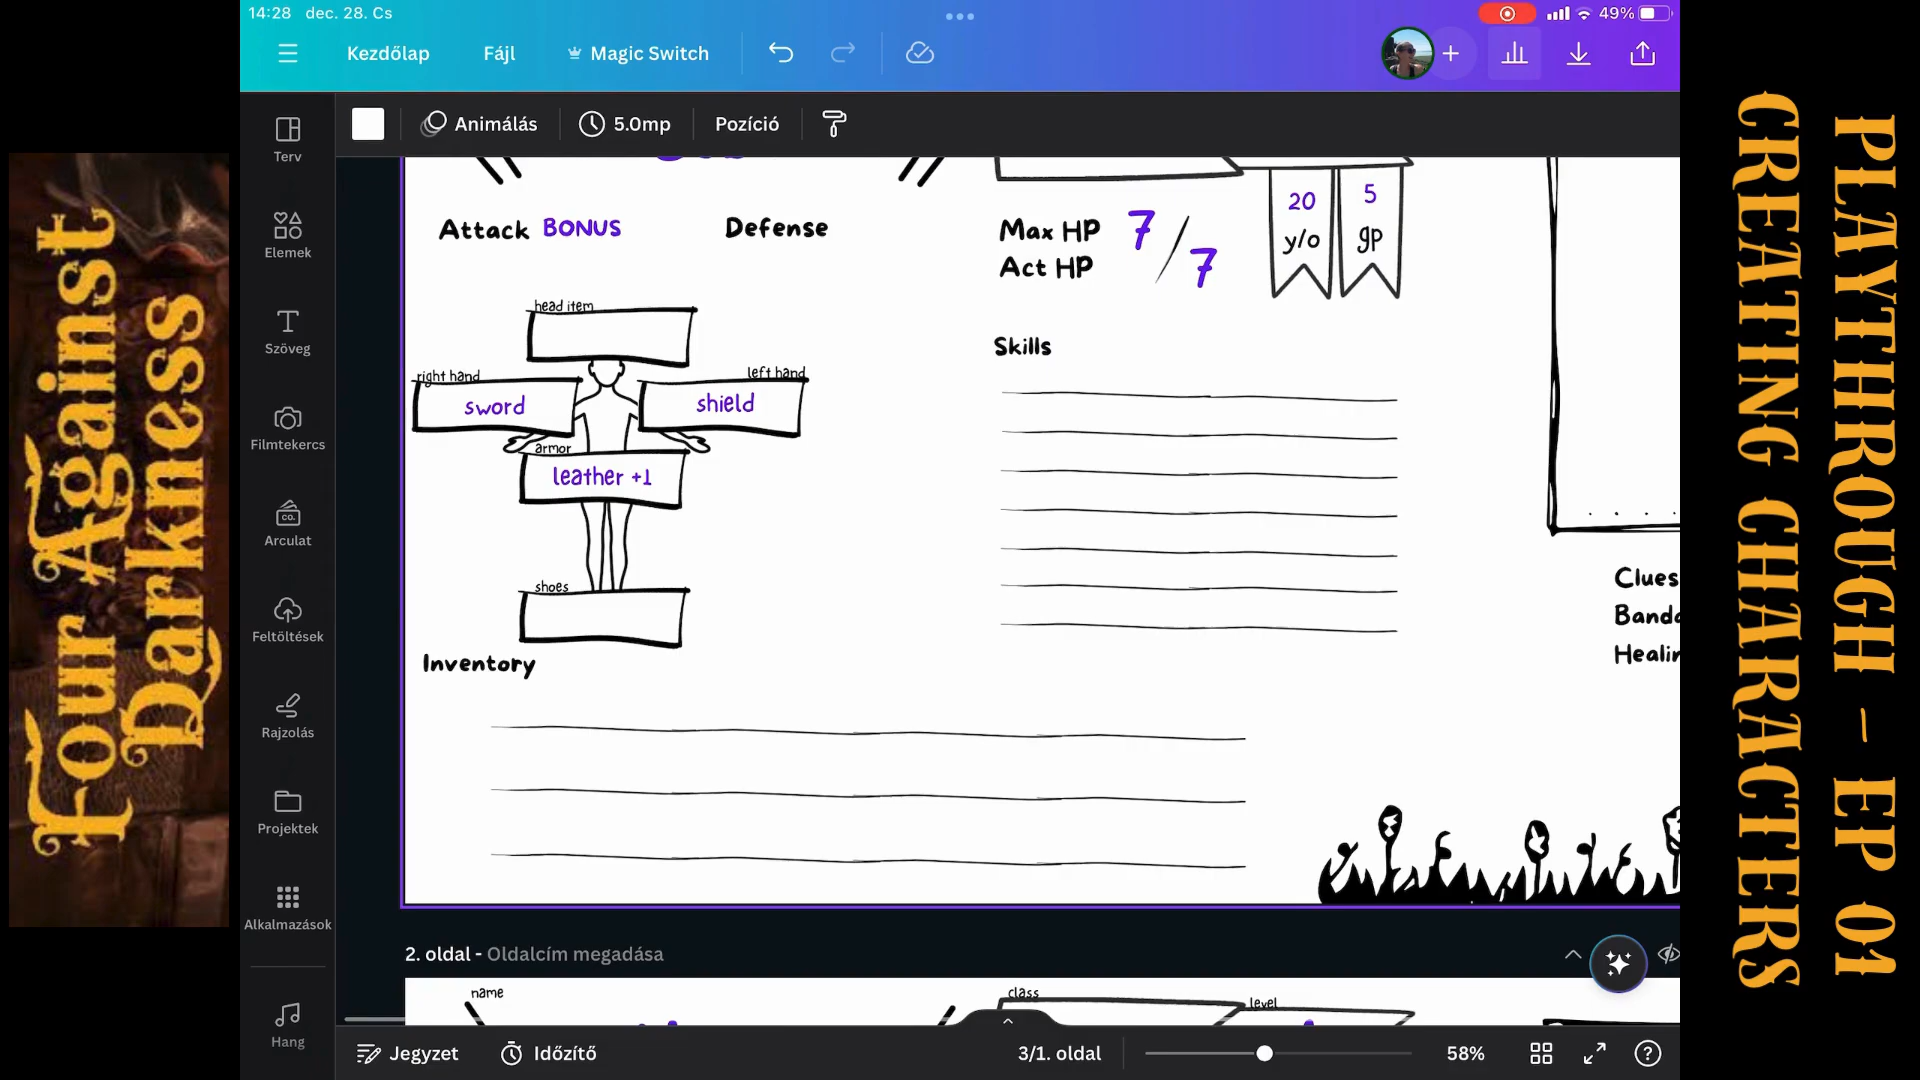 14:28 dec. 28. Cs
49%
Kezdőlap
Fájl
Magic Switch
Animálás
5.0mp
Pozíció
Terv
Elemek
Szöveg
Filmtekercs
CO.
Arculat
Feltöltések
Rajzolás
Projektek
Alkalmazások
Hang
Four Against
Darkness
Attack BONUS
Defense
Max HP 7/7
Act HP
20
y/o
5
gp
head item
right hand
sword
left hand
shield
armor
leather +1
shoes
Skills
Inventory
Clues
2. oldal - Oldalcím megadása
name
class
level
Jegyzet
Időzítő
3/1. oldal
58%
PLAYTHROUGH - EP 01
CREATING CHARACTERS